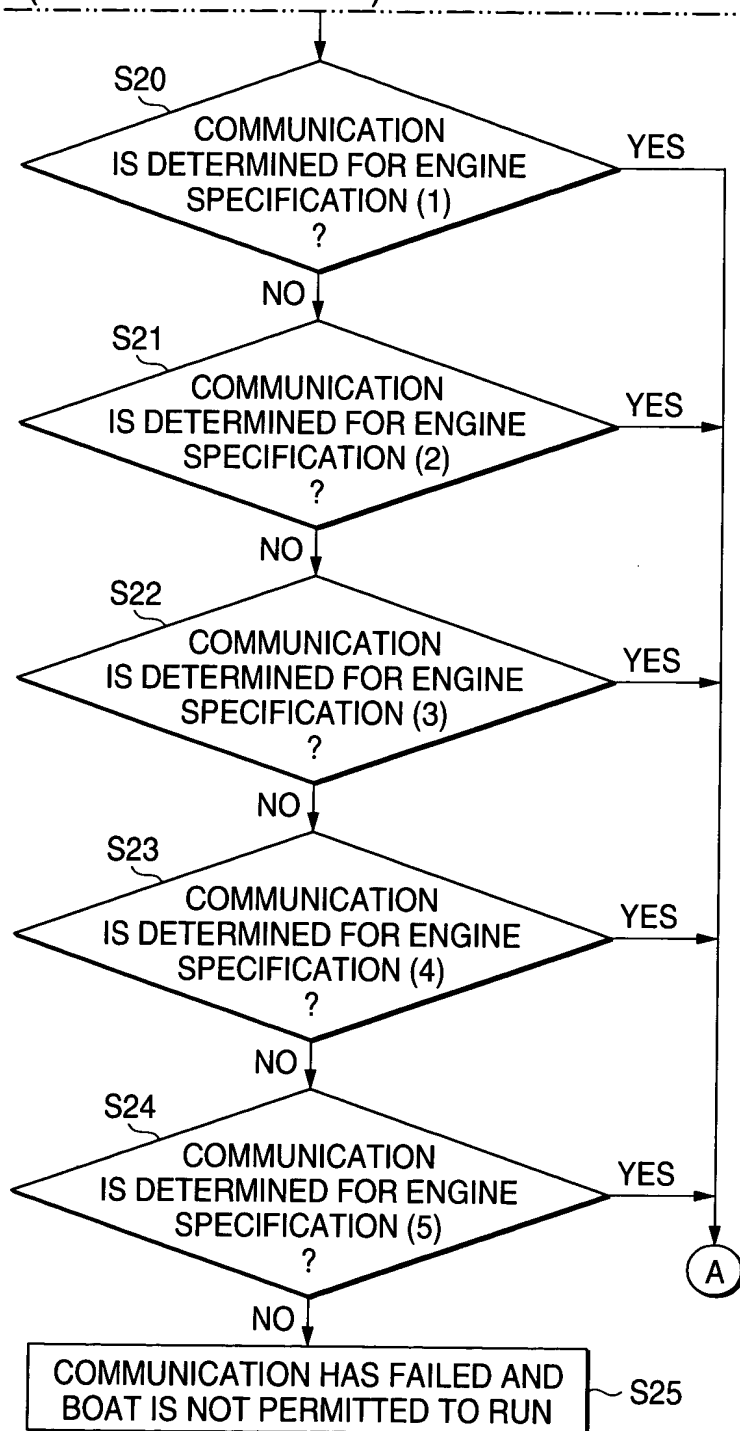 S20
COMMUNICATION
IS DETERMINED FOR ENGINE
SPECIFICATION (1)
?
YES
NO
S21
COMMUNICATION
IS DETERMINED FOR ENGINE
SPECIFICATION (2)
?
YES
NO
S22
COMMUNICATION
IS DETERMINED FOR ENGINE
SPECIFICATION (3)
?
YES
NO
S23
COMMUNICATION
IS DETERMINED FOR ENGINE
SPECIFICATION (4)
?
YES
NO
S24
COMMUNICATION
IS DETERMINED FOR ENGINE
SPECIFICATION (5)
?
YES
A
NO
COMMUNICATION HAS FAILED AND
BOAT IS NOT PERMITTED TO RUN
S25